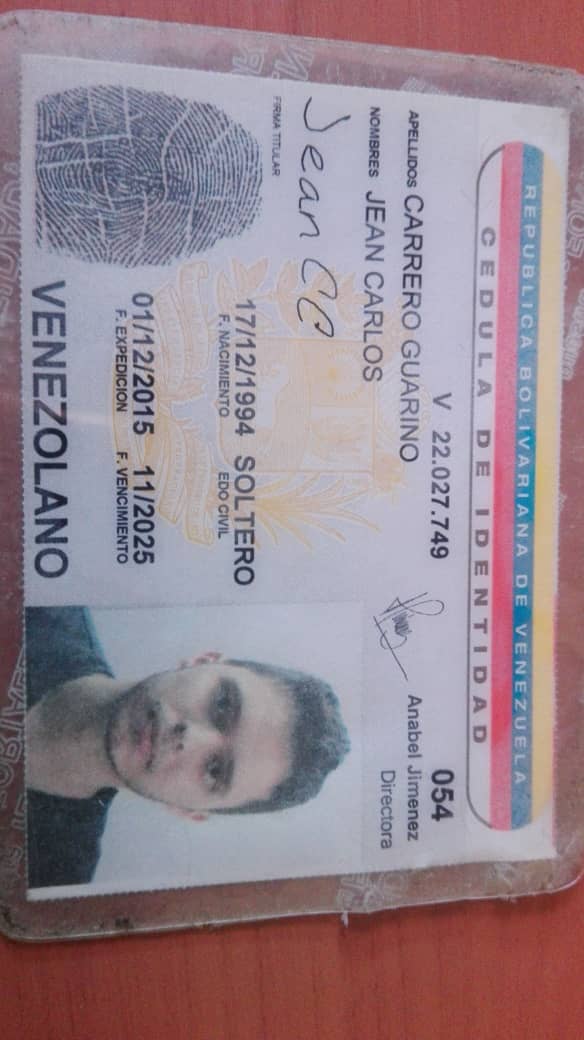 REPUBLICA BOLIVARIANA DE VENEZUELA
CEDULA DE IDENTIDAD
V 22.027.749
054
APELLIDOS CARRERO GUARINO
Anabel Jimenez
NOMBRES JEAN CARLOS
Directora
Jean CC
FIRMA TITULAR
17/12/1994 SOLTERO
F. NACIMIENTO EDO CIVIL
01/12/2015 11/2025
F. EXPEDICION F. VENCIMIENTO
VENEZOLANO